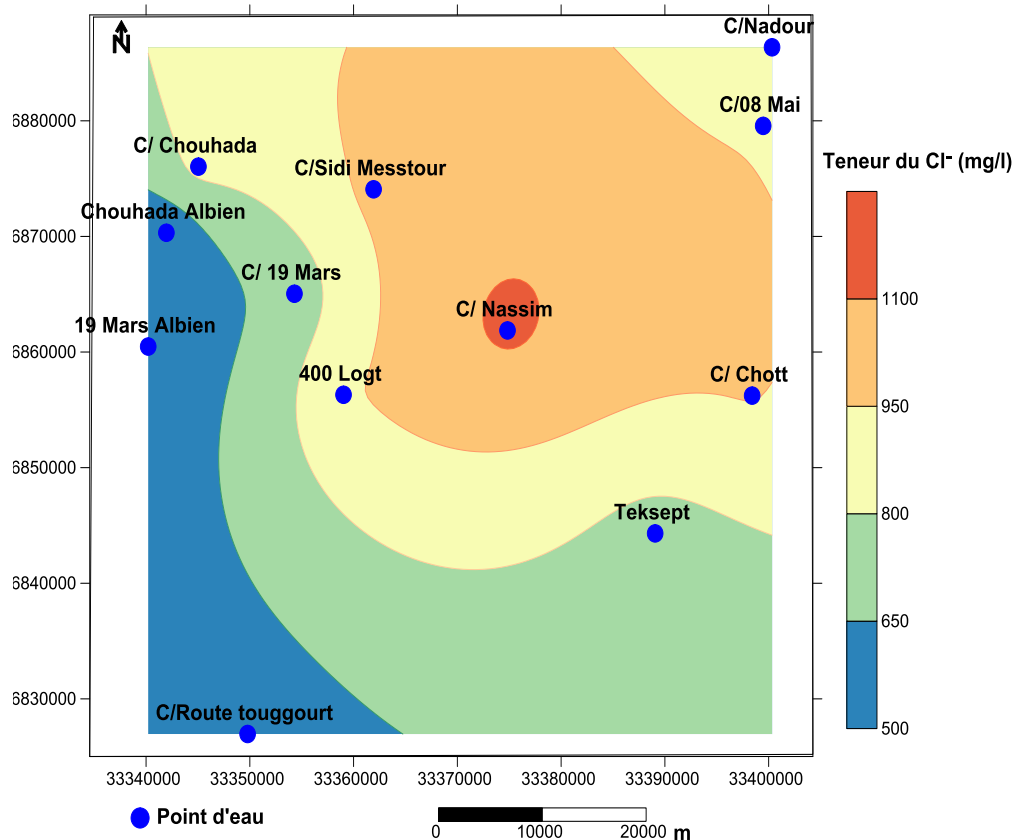 N
C/Nadour
C/08 Mai
C/ Chouhada
C/Sidi Messtour
Chouhada Albien
C/ 19 Mars
19 Mars Albien
C/ Nassim
400 Logt
C/ Chott
Teksept
C/Route touggourt
6880000
6870000
6860000
6850000
6840000
6830000
33340000 33350000 33360000 33370000 33380000 33390000 33400000
Teneur du Cl⁻ (mg/l)
1100
950
800
650
500
Point d'eau
0 10000 20000 m